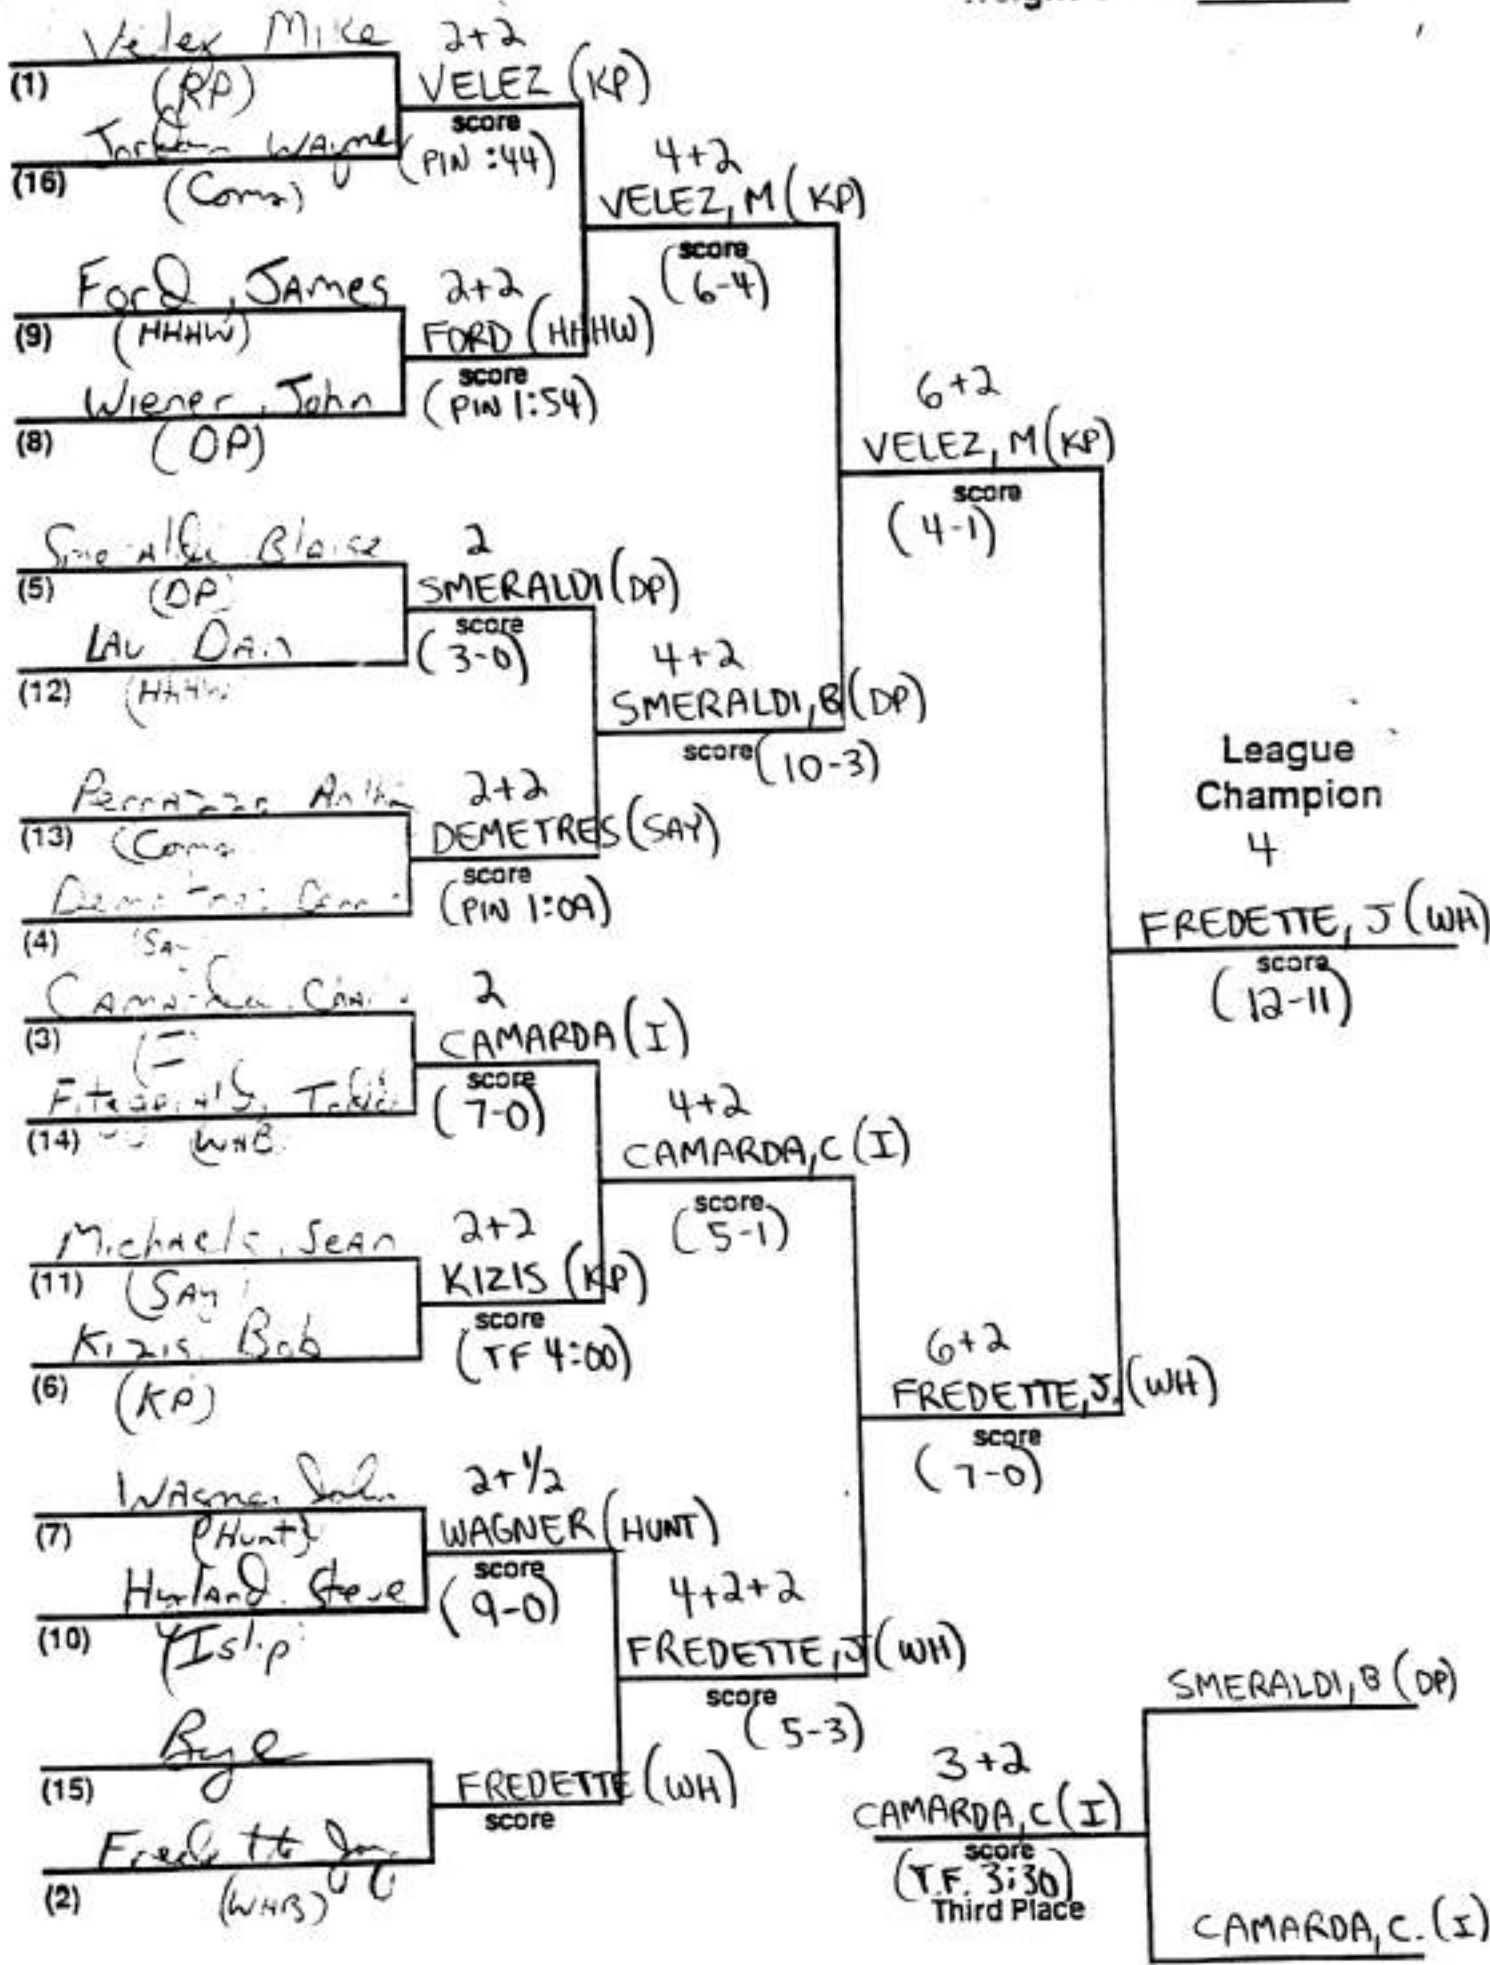 Velez Mike
(1)
(KP)
Wayne
(16)
(Coms)
2+2
VELEZ (KP)
score
(PIN :44)
Ford, James
(9)
(HHHW)
Wiener, John
(8)
(DP)
2+2
FORD (HHHW)
score
(PIN 1:54)
4+2
VELEZ, M (KP)
score
(6-4)
Blaise
(5)
(DP)
Lau Dan
(12)
(HHHW
2
SMERALDI (DP)
score
(3-0)
(13)
(Coms
(4)
2+2
DEMETRES (SAY)
score
(PIN 1:09)
4+2
SMERALDI, B (DP)
score (10-3)
6+2
VELEZ, M (KP)
score
(4-1)
(3)
(14)
(WHB
2
CAMARDA (I)
score
(7-0)
Michaels, Sean
(11)
(SAY)
Kizis Bob
(6)
(KP)
2+2
KIZIS (KP)
score
(TF 4:00)
4+2
CAMARDA, C (I)
score
(5-1)
Wagner John
(7)
(Hunt)
Steve
(10)
(Islip
2+1/2
WAGNER (HUNT)
score
(9-0)
Bye
(15)
Fredette Jay
(2)
(WHB)
FREDETTE (WH)
score
4+2+2
FREDETTE, J (WH)
score
(5-3)
6+2
FREDETTE, J. (WH)
score
(7-0)
League
Champion
4
FREDETTE, J (WH)
score
(12-11)
SMERALDI, B (DP)
3+2
CAMARDA, C (I)
score
(T.F. 3:30)
Third Place
CAMARDA, C. (I)